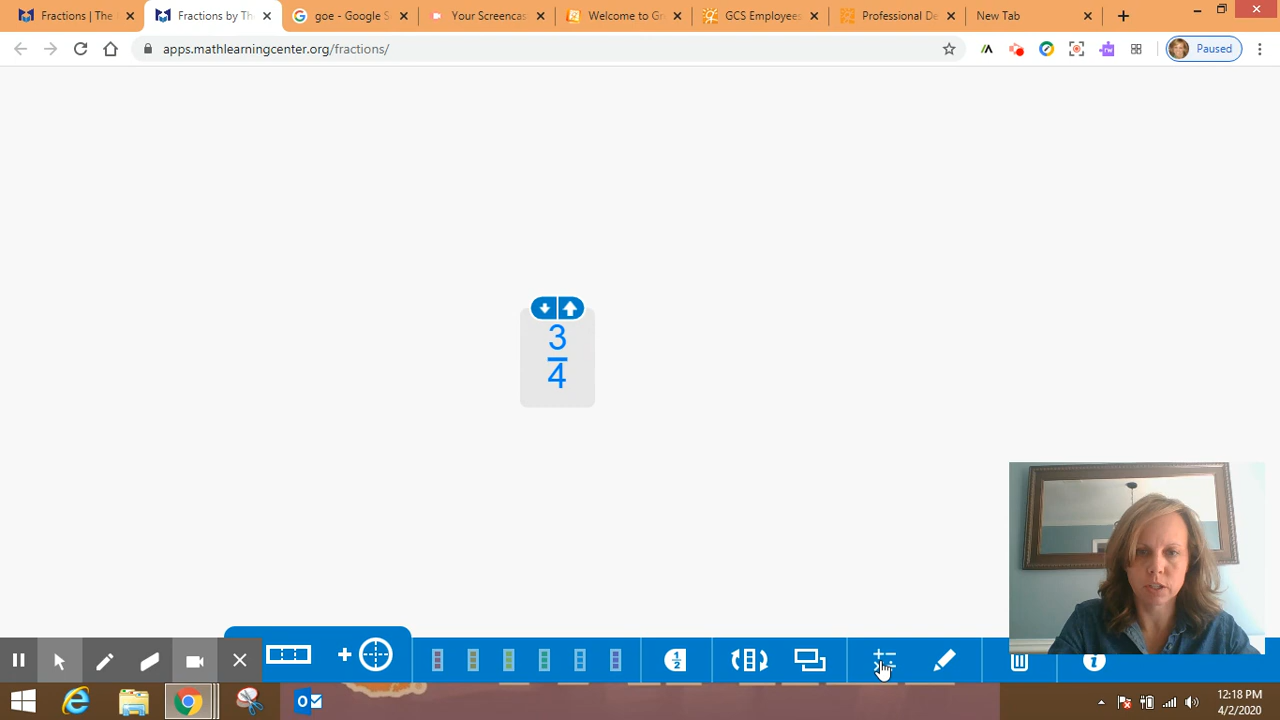 Fractions | The
Fractions by Th
goe - Google S
Your Screencas
Welcome to Gr
GCS Employees
Professional De
New Tab
apps.mathlearningcenter.org/fractions/
Paused
3
4
1
2
12:18 PM
4/2/2020